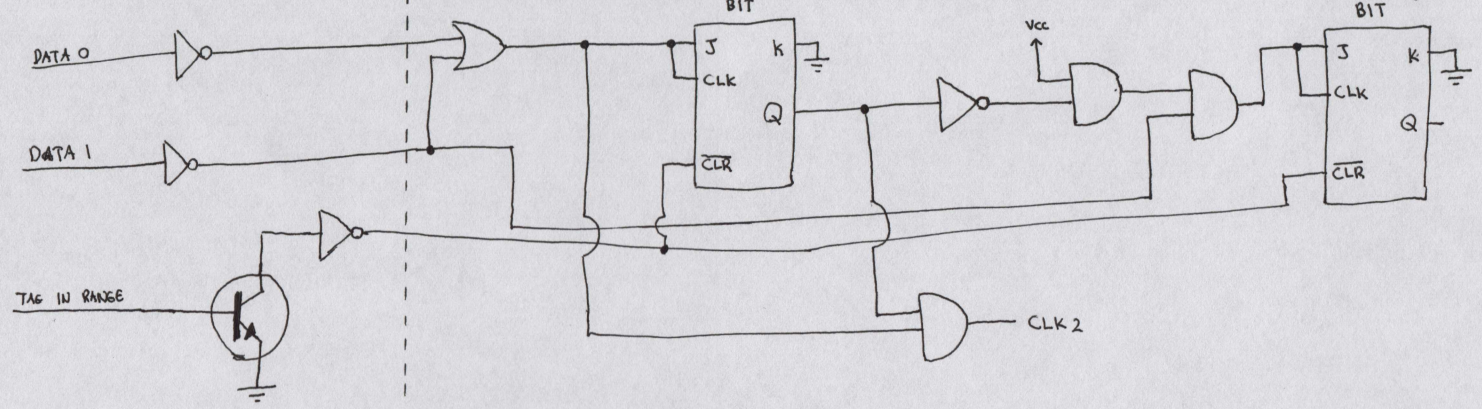 BIT
BIT
DATA 0
J K
CLK
Q
CLR
VCC
J K
CLK
Q
CLR
DATA 1
TAG IN RANGE
CLK 2